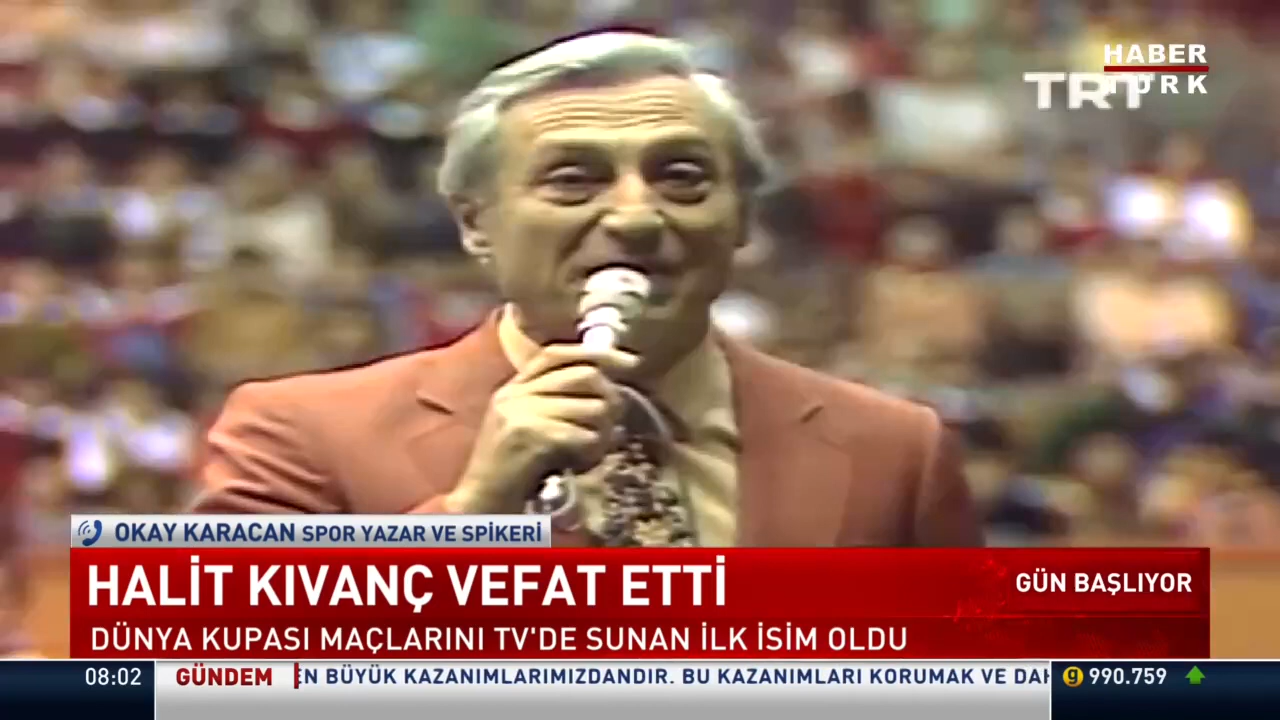 HABER
TÜRK
TRT
OKAY KARACAN SPOR YAZAR VE SPİKERİ
HALİT KIVANÇ VEFAT ETTİ
GÜN BAŞLIYOR
DÜNYA KUPASI MAÇLARINI TV'DE SUNAN İLK İSİM OLDU
08:02 GÜNDEM EN BÜYÜK KAZANIMLARIMIZDANDIR. BU KAZANIMLARI KORUMAK VE DAH 990.759